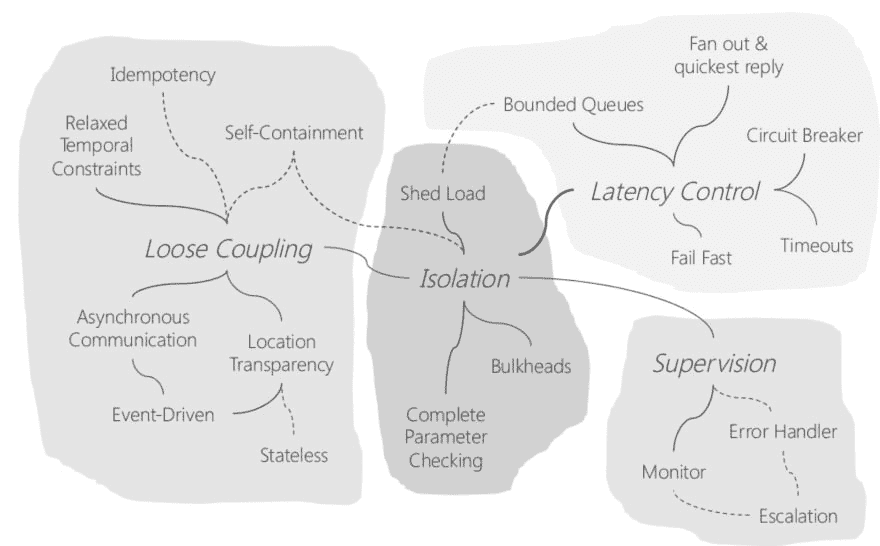 Idempotency
Relaxed
Temporal
Constraints
Self-Containment
Loose Coupling
Asynchronous
Communication
Location
Transparency
Event-Driven
Stateless
Shed Load
Isolation
Bulkheads
Complete
Parameter
Checking
Fan out &
quickest reply
Bounded Queues
Circuit Breaker
Latency Control
Fail Fast
Timeouts
Supervision
Error Handler
Monitor
Escalation